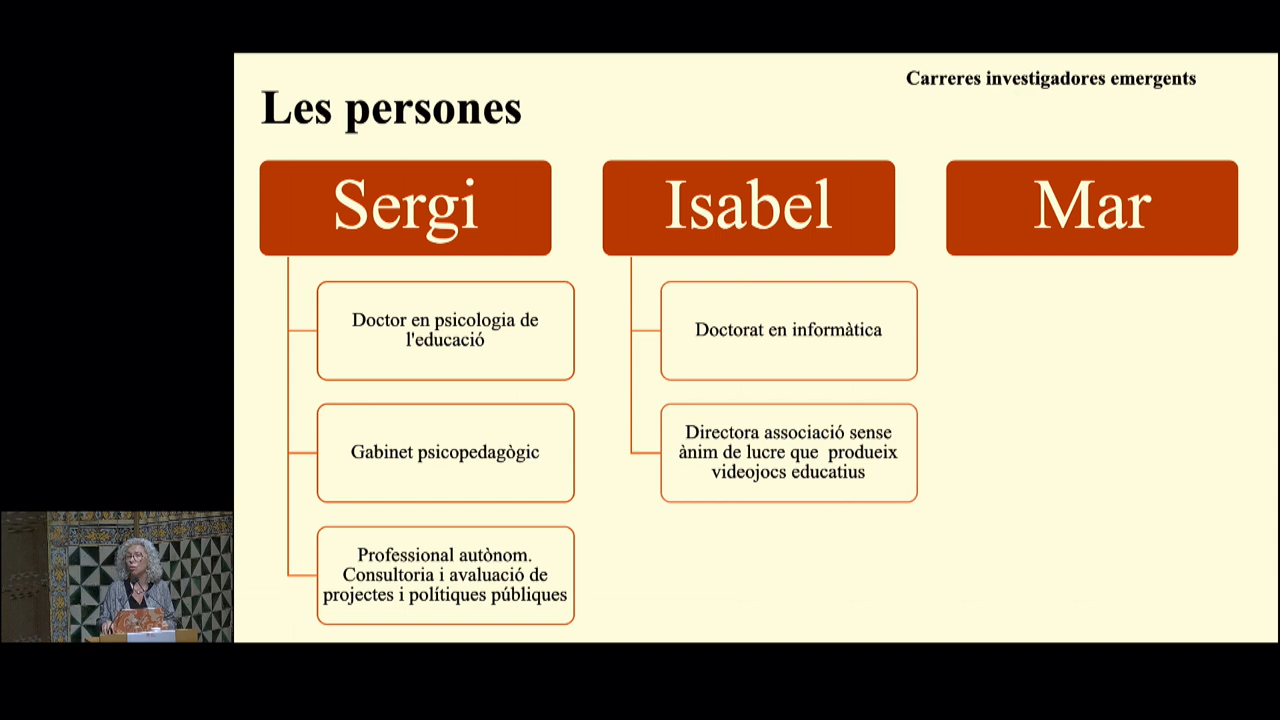 Carreres investigadores emergents
Les persones
Sergi
Isabel
Mar
Doctor en psicologia de
l'educació
Doctorat en informàtica
Gabinet psicopedagògic
Directora associació sense
ànim de lucre que  produeix
videojocs educatius
Professional autònom.
Consultoria i avaluació de
projectes i polítiques públiques